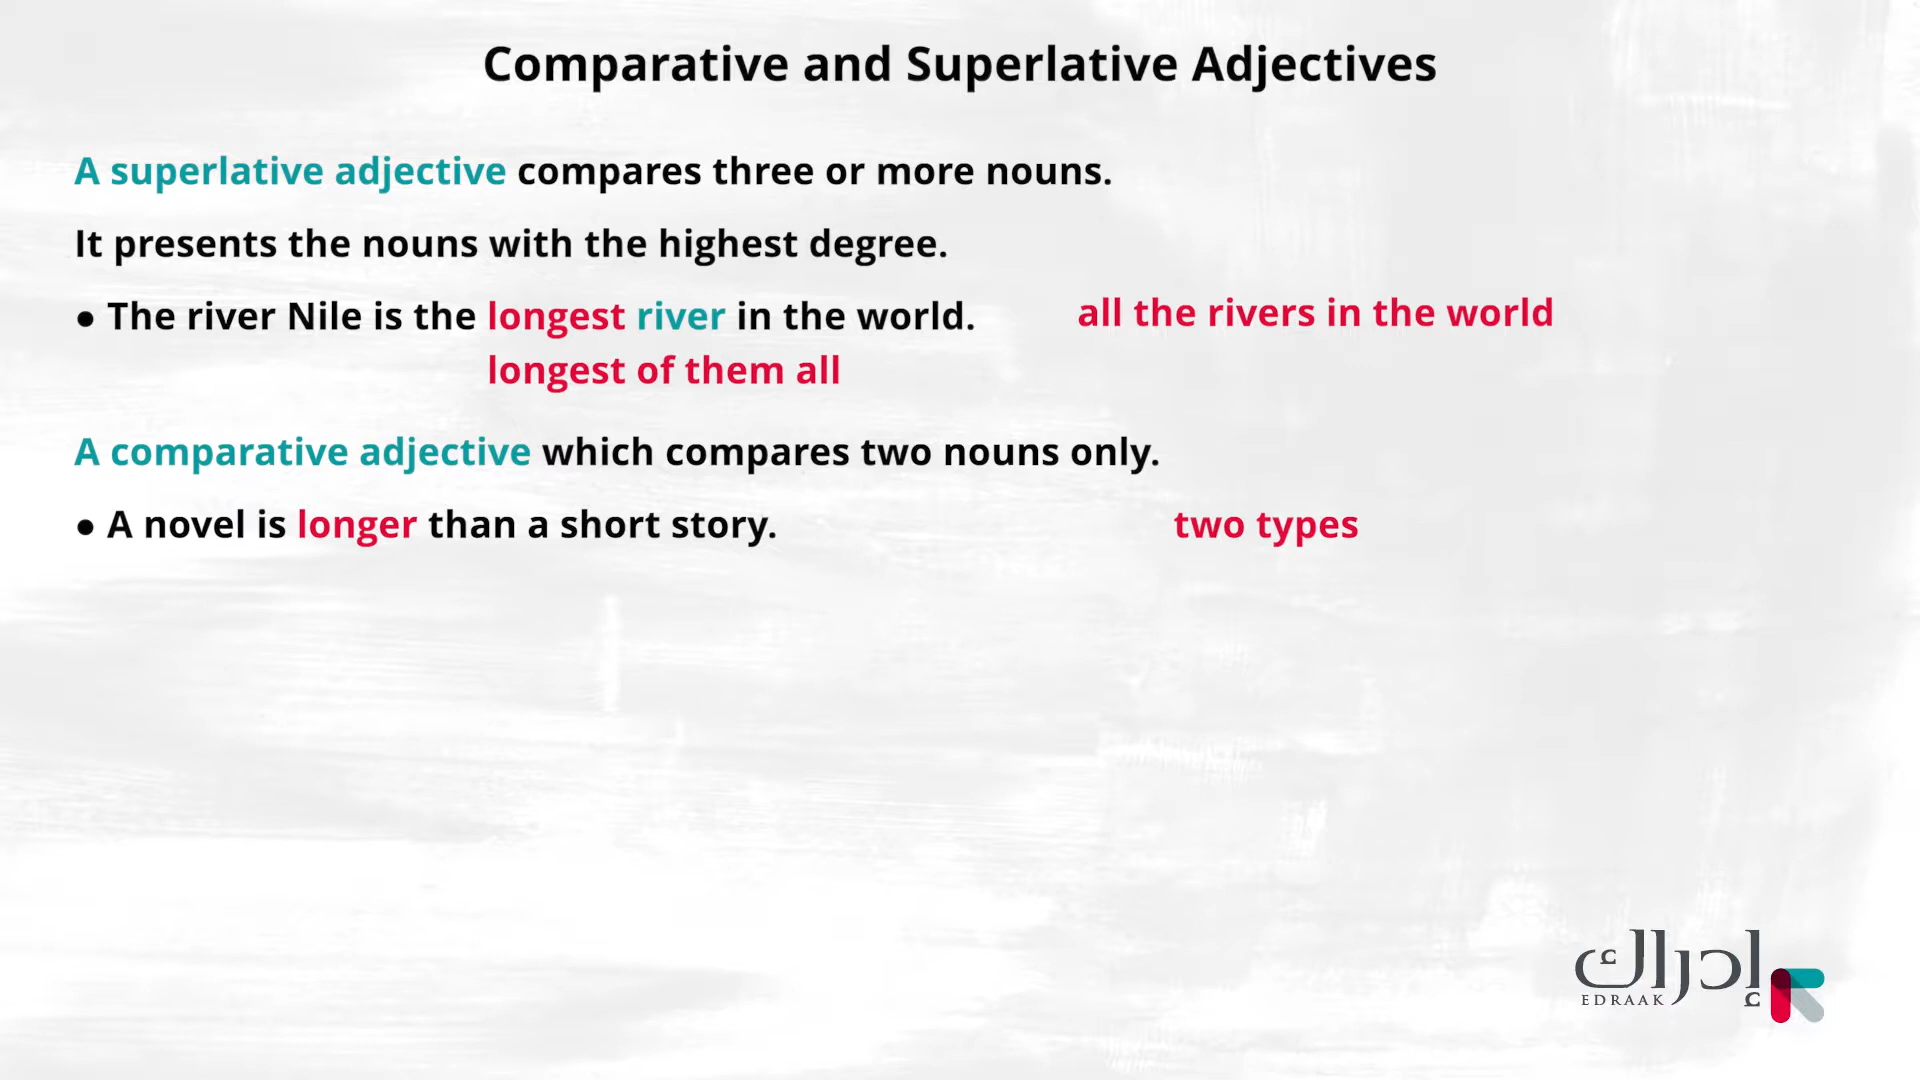 Comparative and Superlative Adjectives
A superlative adjective compares three or more nouns.
It presents the nouns with the highest degree.
• The river Nile is the longest river in the world. all the rivers in the world
longest of them all
A comparative adjective which compares two nouns only.
• A novel is longer than a short story. two types
إدراك
EDRAAK